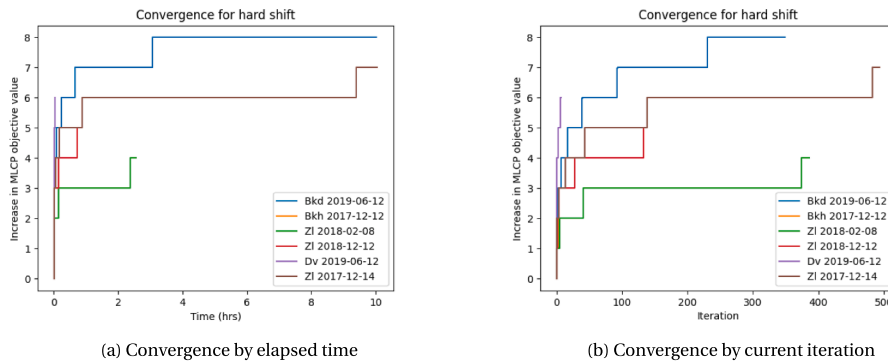 Convergence for hard shift
Increase in MLCP objective value
8
7
6
5
4
3
2
1
0
Bkd 2019-06-12
Bkh 2017-12-12
Zl 2018-02-08
Zl 2018-12-12
Dv 2019-06-12
Zl 2017-12-14
0 2 4 6 8 10
Time (hrs)
(a) Convergence by elapsed time
Convergence for hard shift
Increase in MLCP objective value
8
7
6
5
4
3
2
1
0
Bkd 2019-06-12
Bkh 2017-12-12
Zl 2018-02-08
Zl 2018-12-12
Dv 2019-06-12
Zl 2017-12-14
0 100 200 300 400 500
Iteration
(b) Convergence by current iteration